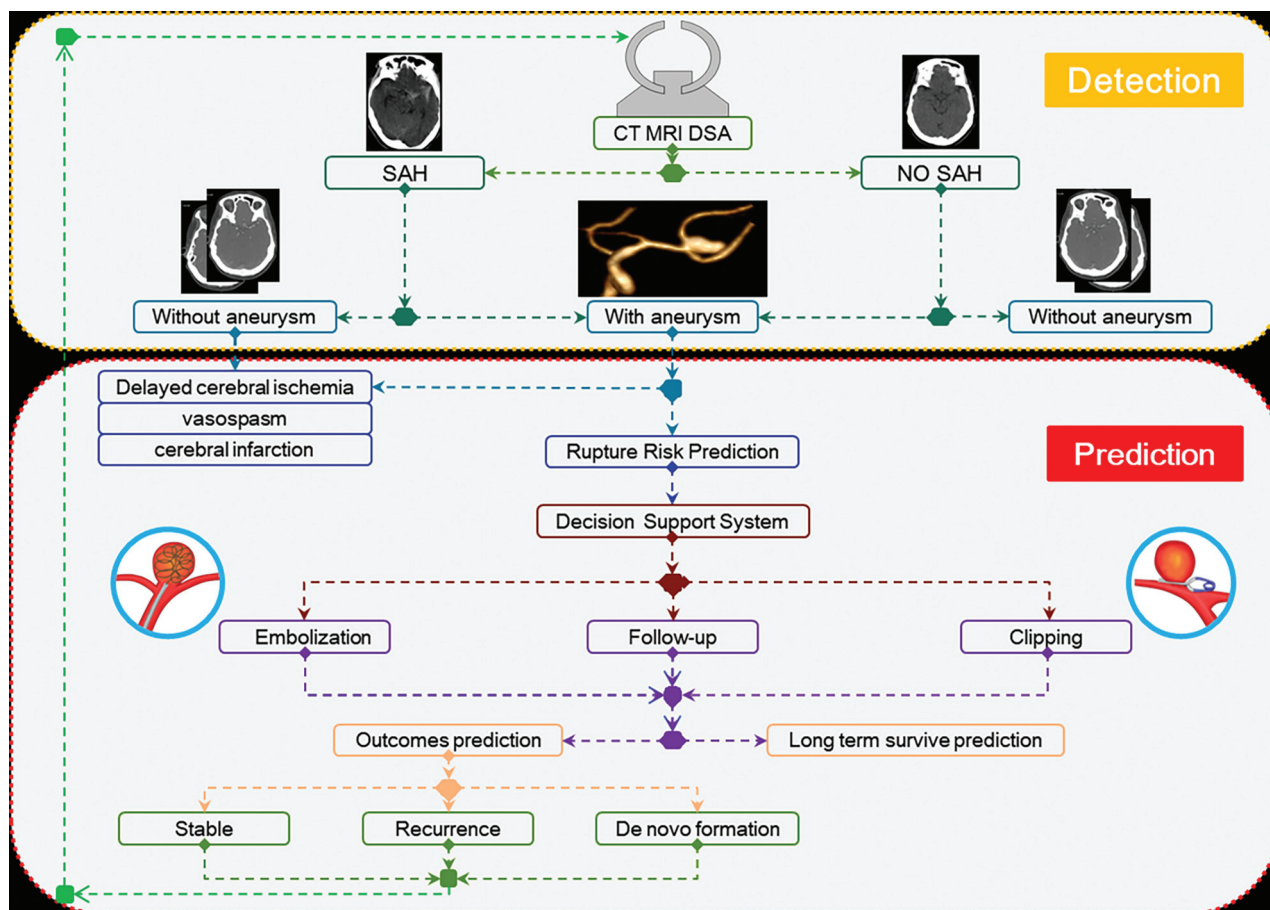 Detection
CT MRI DSA
SAH
NO SAH
Without aneurysm
With aneurysm
Without aneurysm
Delayed cerebral ischemia
vasospasm
cerebral infarction
Rupture Risk Prediction
Prediction
Decision Support System
Embolization
Follow-up
Clipping
Outcomes prediction
Long term survive prediction
Stable
Recurrence
De novo formation